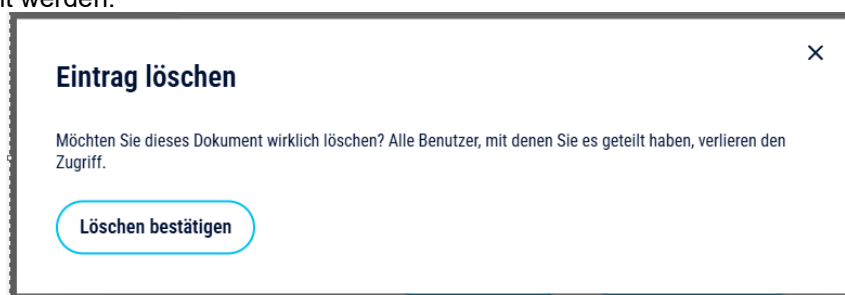 werden.
Eintrag löschen
Möchten Sie dieses Dokument wirklich löschen? Alle Benutzer, mit denen Sie es geteilt haben, verlieren den
Zugriff.
Löschen bestätigen